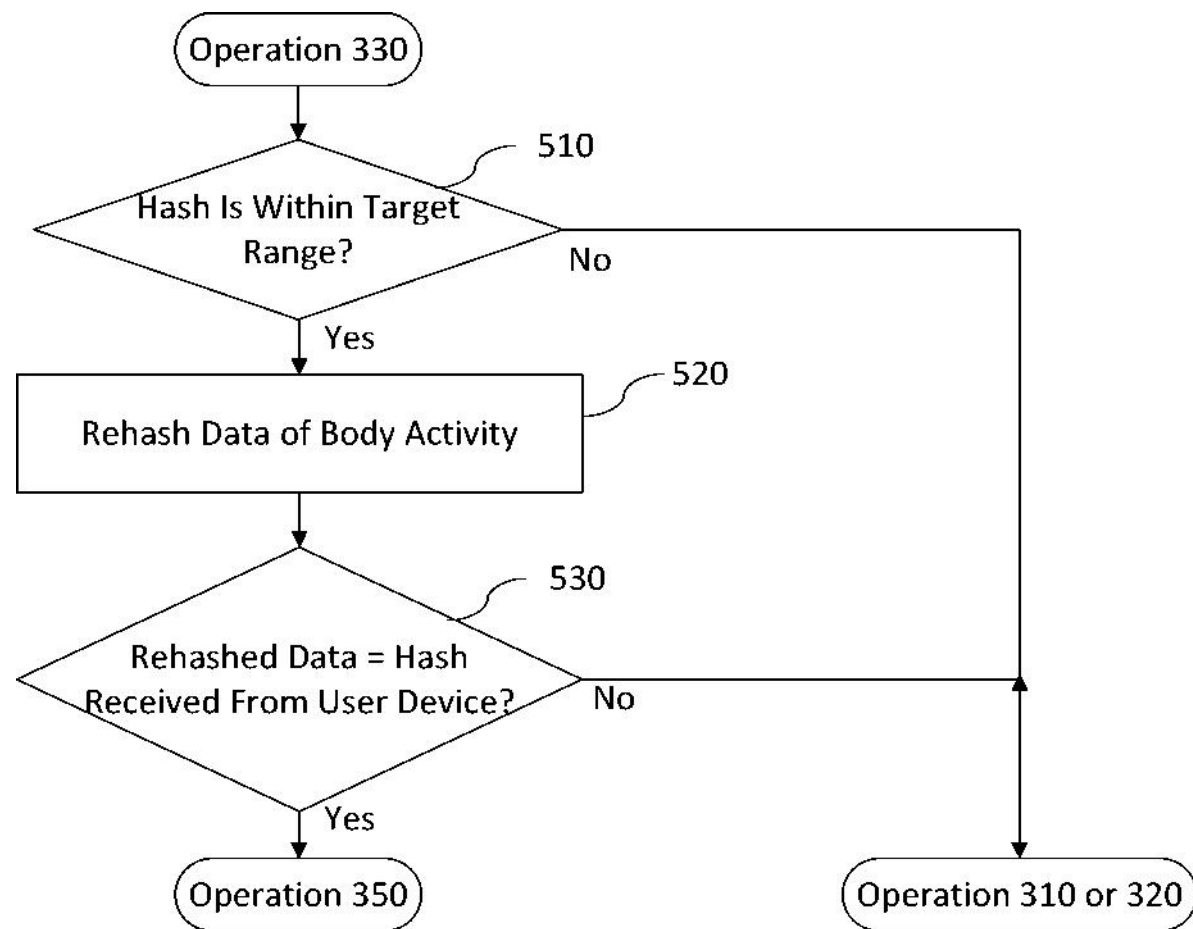 Operation 330
510
Hash Is Within Target
Range?
No
Yes
520
Rehash Data of Body Activity
530
Rehashed Data = Hash
Received From User Device?
No
Yes
Operation 350
Operation 310 or 320